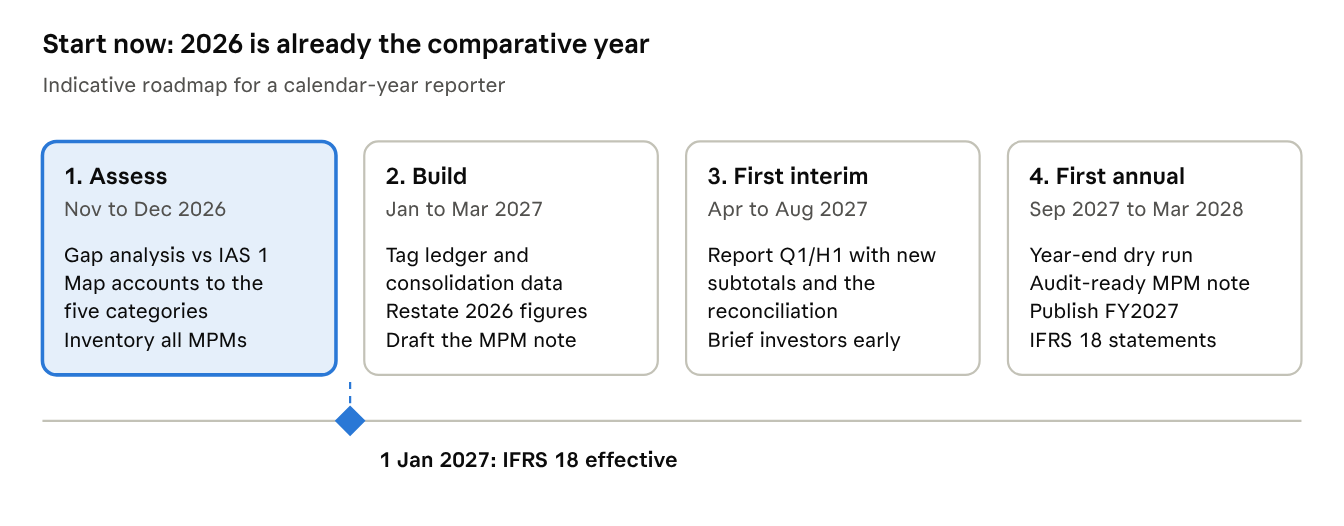 Start now: 2026 is already the comparative year
Indicative roadmap for a calendar-year reporter
1. Assess
Nov to Dec 2026
Gap analysis vs IAS 1
Map accounts to the
five categories
Inventory all MPMs
2. Build
Jan to Mar 2027
Tag ledger and
consolidation data
Restate 2026 figures
Draft the MPM note
3. First interim
Apr to Aug 2027
Report Q1/H1 with new
subtotals and the
reconciliation
Brief investors early
4. First annual
Sep 2027 to Mar 2028
Year-end dry run
Audit-ready MPM note
Publish FY2027
IFRS 18 statements
1 Jan 2027: IFRS 18 effective